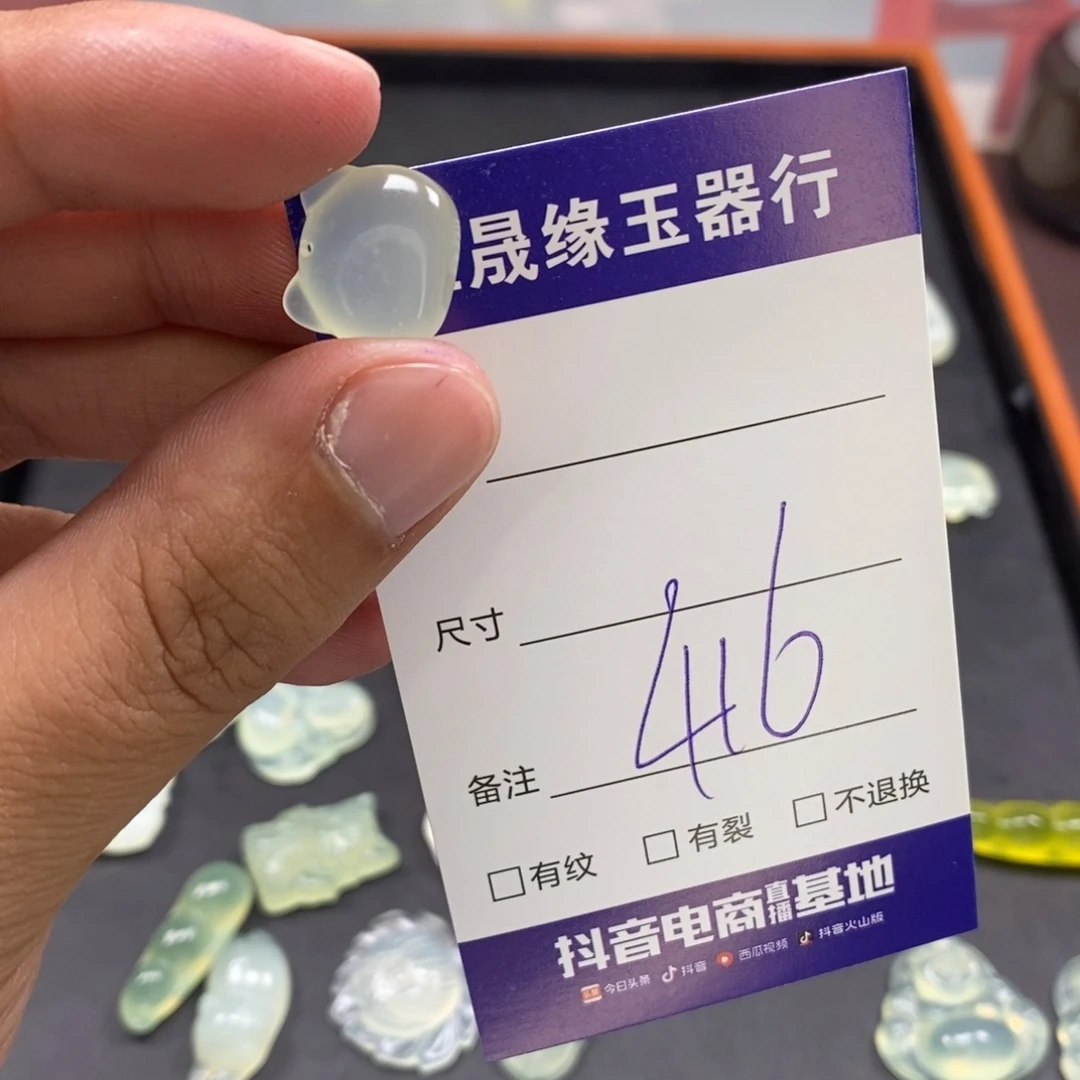 晟缘玉器行
尺寸
416
备注
有纹 有裂 不退换
抖音电商直播基地
今日头条 抖音 西瓜视频 抖音火山版